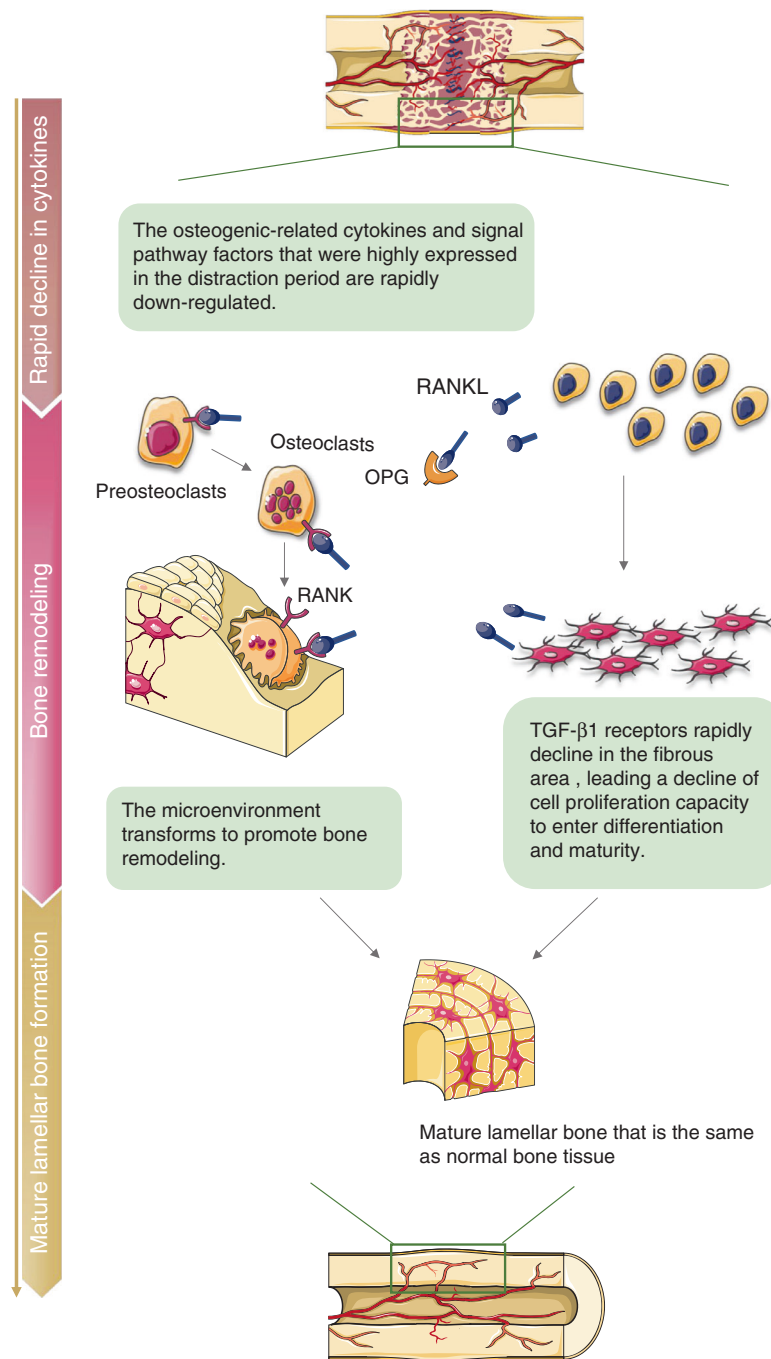 Rapid decline in cytokines
Bone remodeling
Mature lamellar bone formation
The osteogenic-related cytokines and signal
pathway factors that were highly expressed
in the distraction period are rapidly
down-regulated.
RANKL
Osteoclasts
OPG
Preosteoclasts
RANK
TGF-β1 receptors rapidly
decline in the fibrous
area , leading a decline of
cell proliferation capacity
to enter differentiation
and maturity.
The microenvironment
transforms to promote bone
remodeling.
Mature lamellar bone that is the same
as normal bone tissue